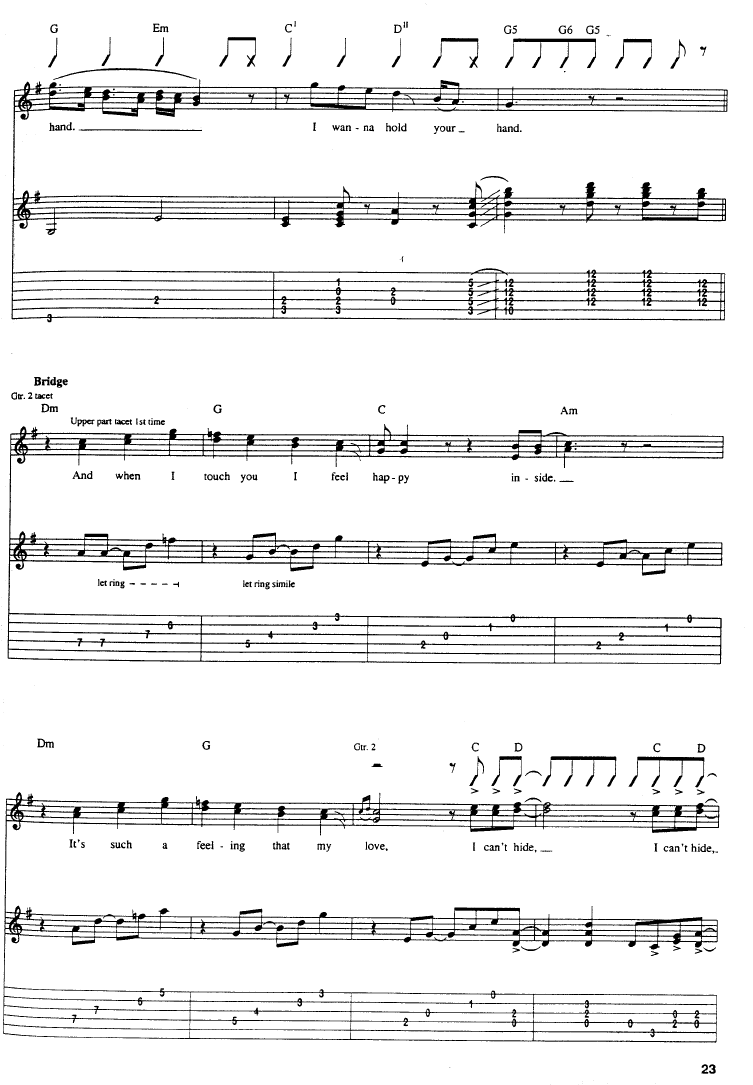 G Em C I D II G5 G6 G5
hand. I wan - na hold your hand.
1 5 12 12 12 12
0 2 5 12 12 12 12
2 2 0 5 12 12 12 12
3 3 3 10
3
Bridge
Gtr. 2 tacet
Dm G C Am
Upper part tacet 1st time
And when I touch you I feel hap - py in - side.
let ring let ring simile
7 7 7 6 5 4 3 3 2 0 1 0 2 2 1 0
Dm G Gtr. 2 C D C D
It's such a feel - ing that my love, I can't hide, I can't hide,
7 7 6 5 5 4 3 3 2 0 1 0 2 0 3 2 0 0 3 0 2 2 0
23